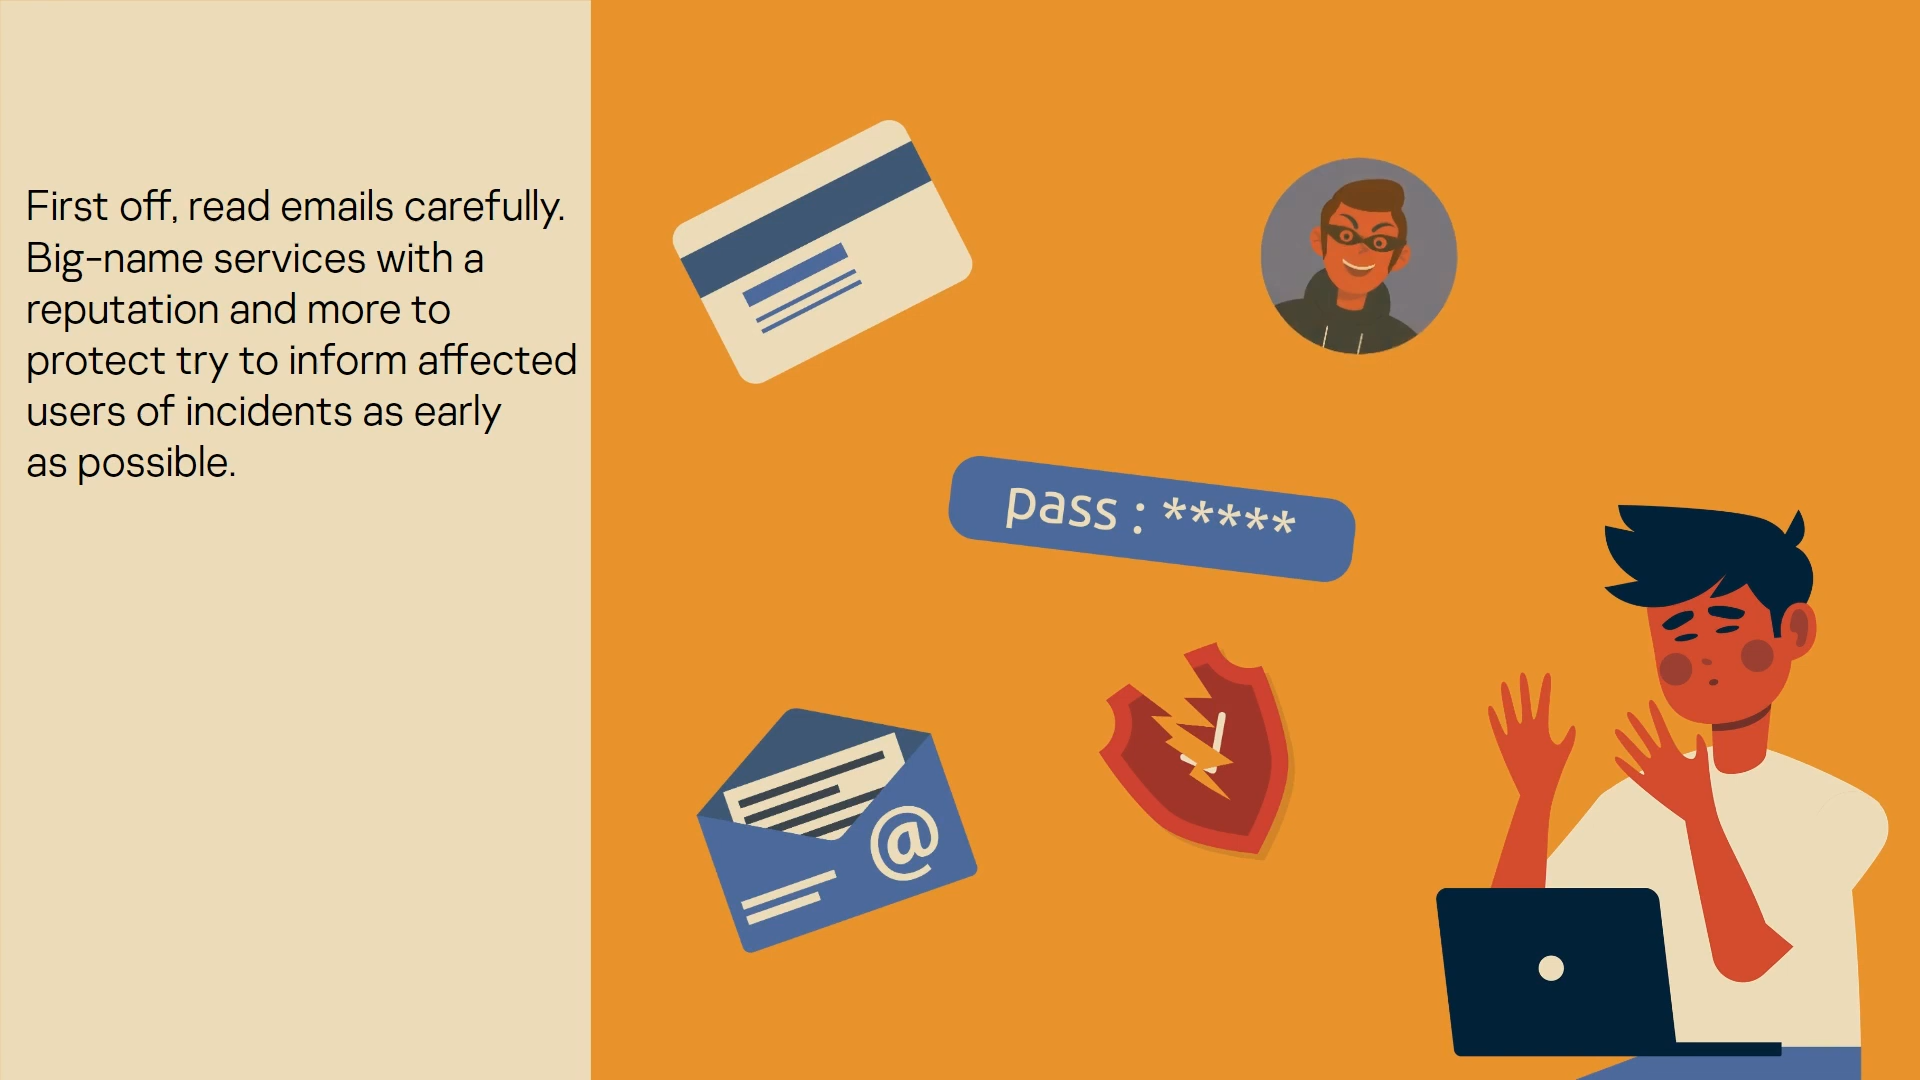 First off, read emails carefully.
Big-name services with a
reputation and more to
protect try to inform affected
users of incidents as early
as possible.
pass : *****
@